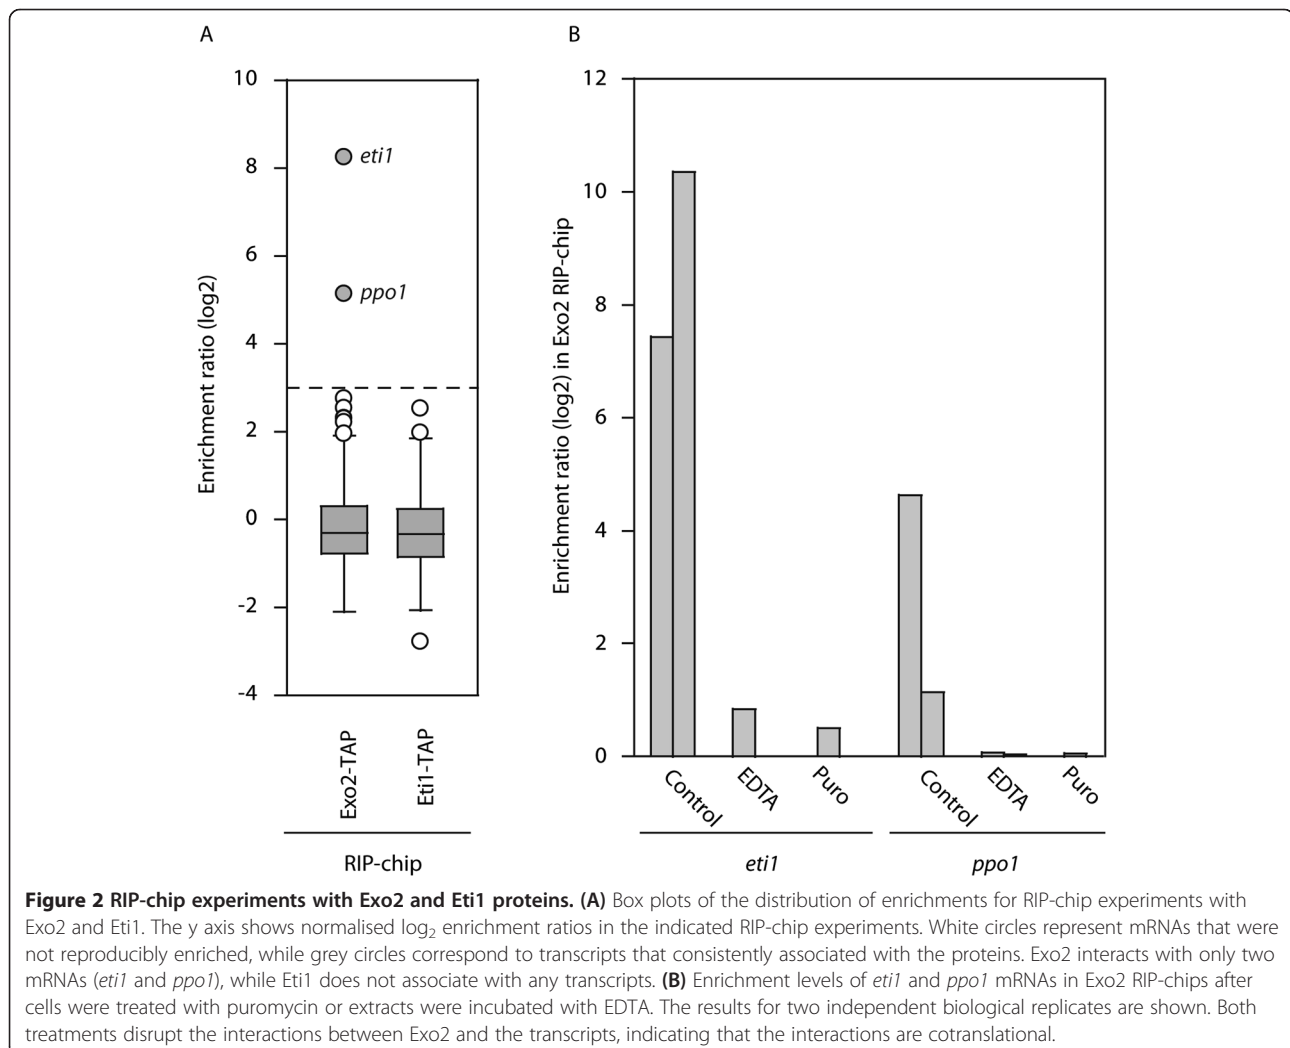 A
B
Enrichment ratio (log2)
10
8
6
4
2
0
-2
-4
eti1
ppo1
Exo2-TAP
Eti1-TAP
RIP-chip
Enrichment ratio (log2) in Exo2 RIP-chip
12
10
8
6
4
2
0
Control
EDTA
Puro
Control
EDTA
Puro
eti1
ppo1
Figure 2 RIP-chip experiments with Exo2 and Eti1 proteins. (A) Box plots of the distribution of enrichments for RIP-chip experiments with
Exo2 and Eti1. The y axis shows normalised log₂ enrichment ratios in the indicated RIP-chip experiments. White circles represent mRNAs that were
not reproducibly enriched, while grey circles correspond to transcripts that consistently associated with the proteins. Exo2 interacts with only two
mRNAs (eti1 and ppo1), while Eti1 does not associate with any transcripts. (B) Enrichment levels of eti1 and ppo1 mRNAs in Exo2 RIP-chips after
cells were treated with puromycin or extracts were incubated with EDTA. The results for two independent biological replicates are shown. Both
treatments disrupt the interactions between Exo2 and the transcripts, indicating that the interactions are cotranslational.